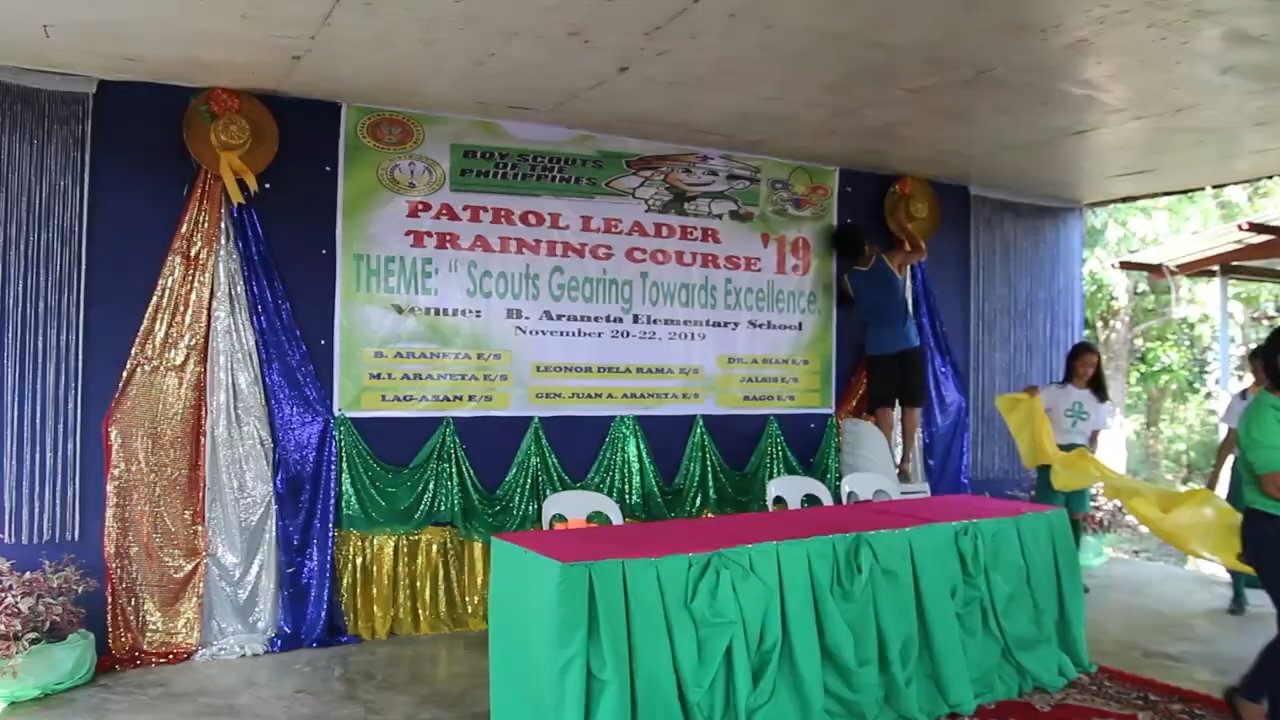 BOY SCOUTS
OF THE
PHILIPPINES
PATROL LEADER
TRAINING COURSE '19
THEME: “ Scouts Gearing Towards Excellence.
Venue: B. Araneta Elementary School
November 20-22, 2019
B. ARANETA E/S
M.I. ARANETA E/S
LAG-ASAN E/S
LEONOR DELA RAMA E/S
GEN. JUAN A. ARANETA E/S
DR. A SIAN E/S
JALSIS E/S
BAGO E/S